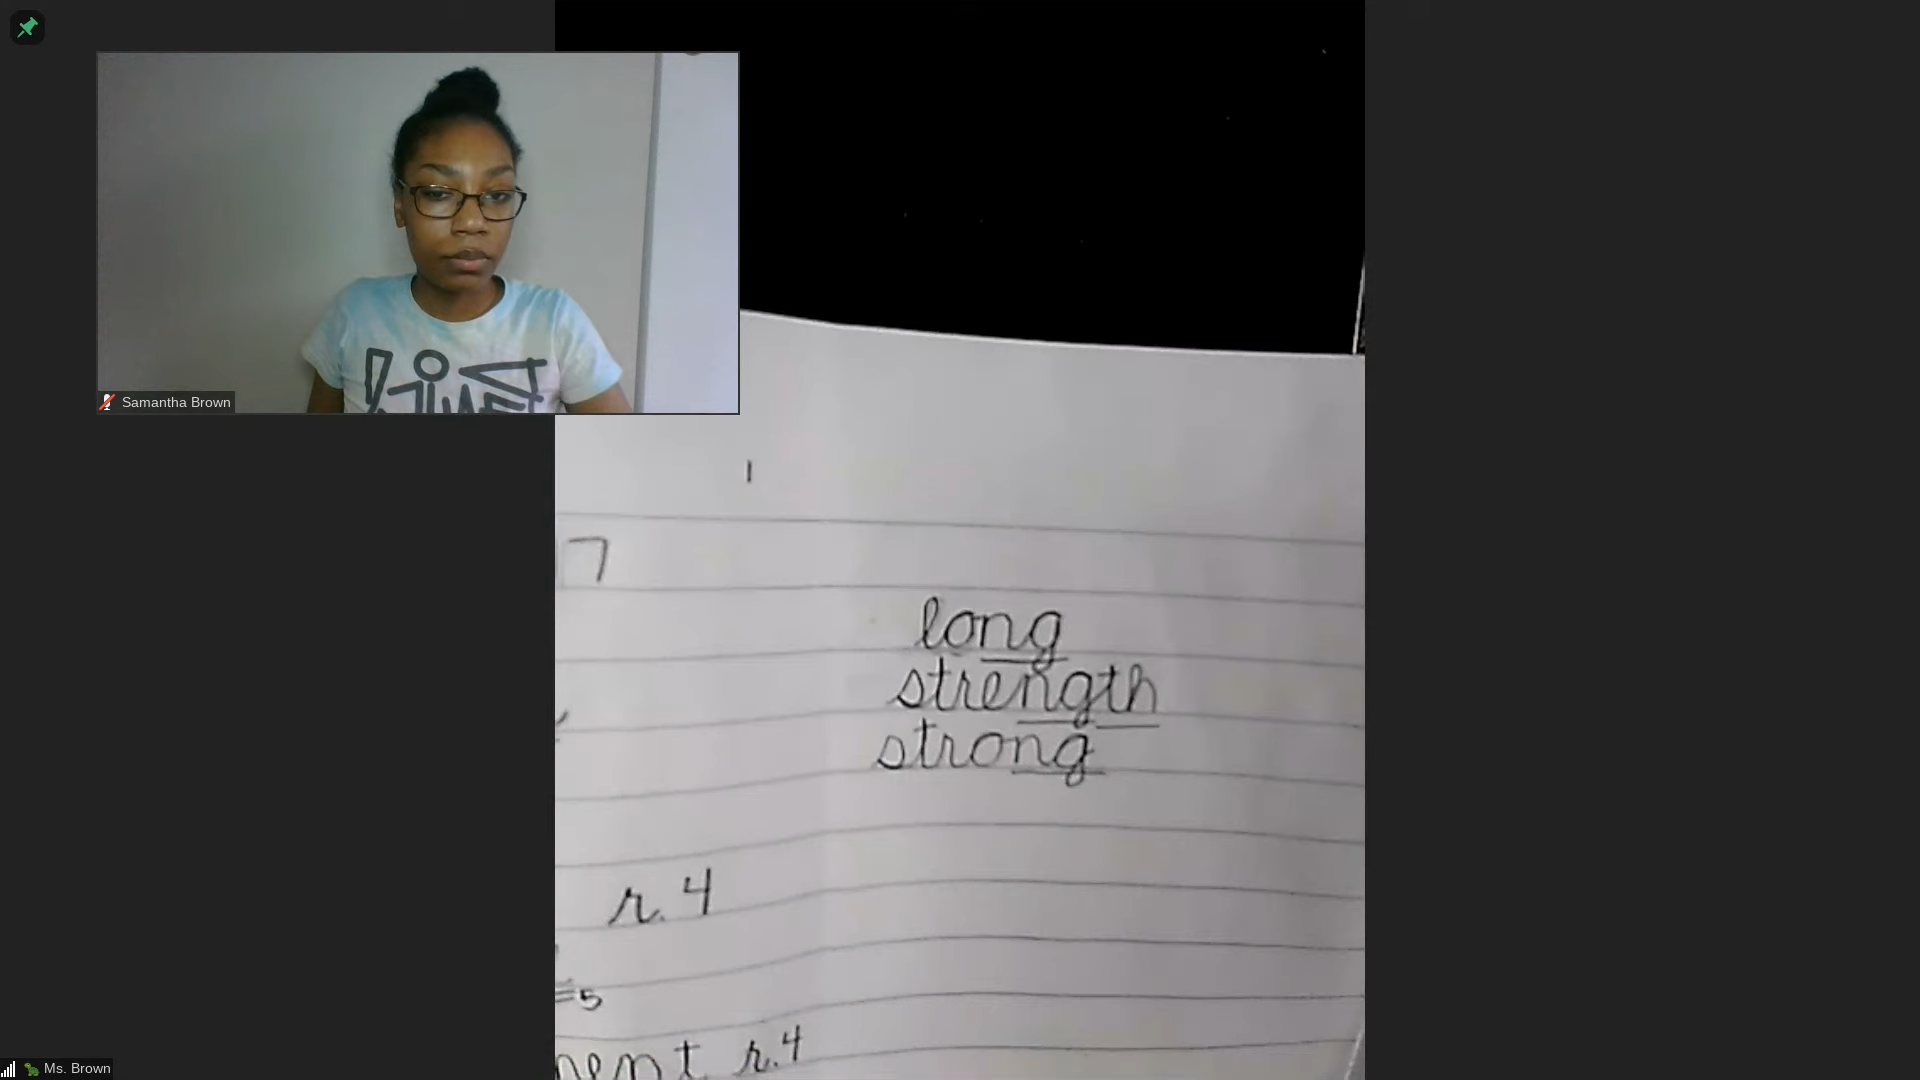 Samantha Brown
1
7
long
strength
strong
r. 4
=5
r. 4
Ms. Brown